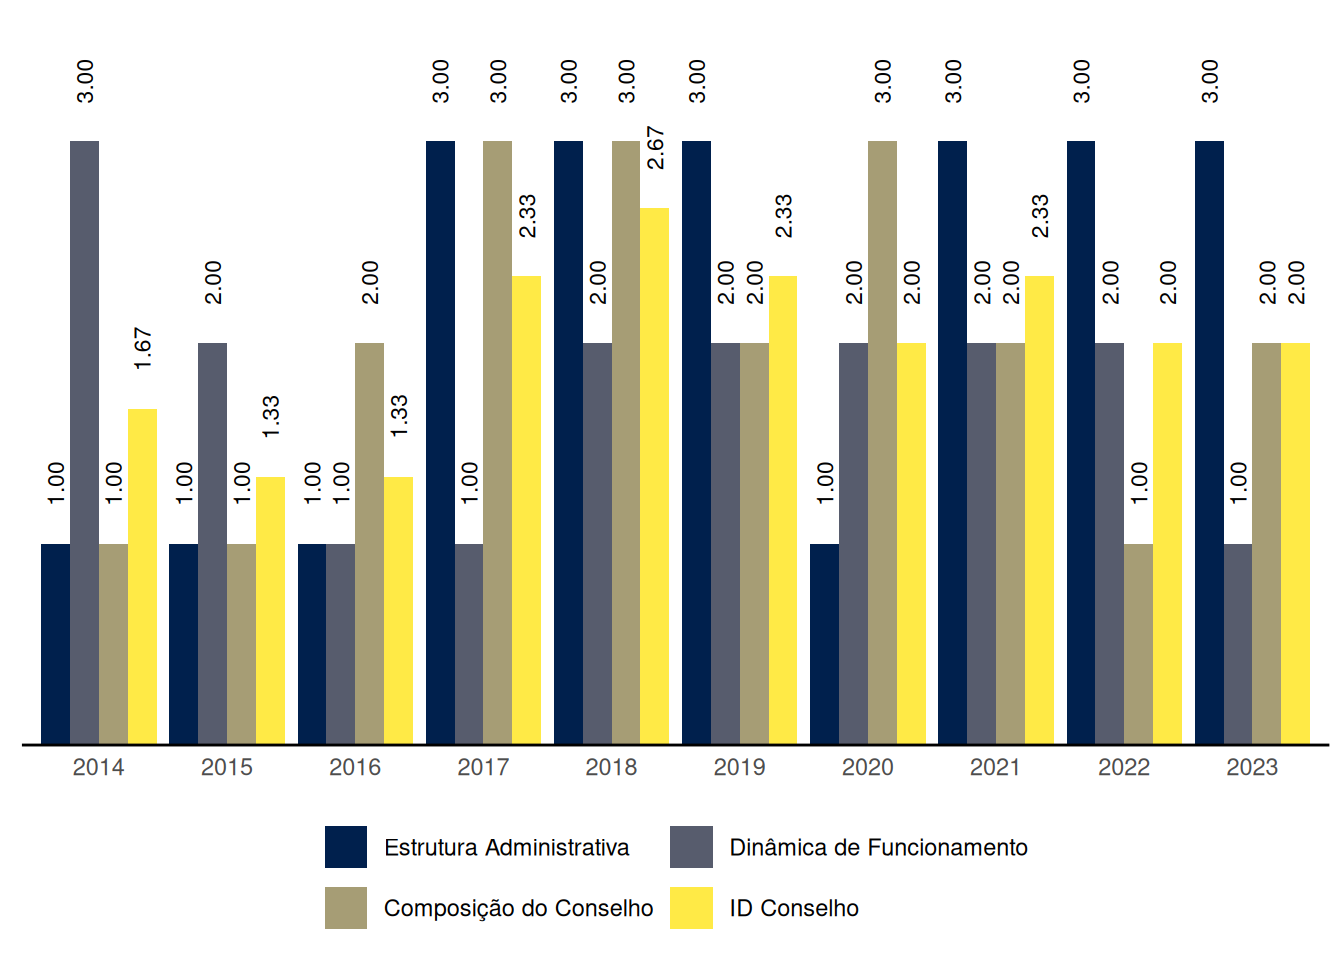 1.00 3.00 1.00 1.67 1.00 2.00 1.00 1.33 1.00 1.00 2.00 1.33 3.00 1.00 3.00 2.33 3.00 2.00 3.00 2.67 3.00 2.00 2.00 2.33 1.00 2.00 3.00 2.00 3.00 2.00 2.00 2.33 3.00 2.00 1.00 2.00 3.00 1.00 2.00 2.00
2014 2015 2016 2017 2018 2019 2020 2021 2022 2023
Estrutura Administrativa Dinâmica de Funcionamento
Composição do Conselho ID Conselho